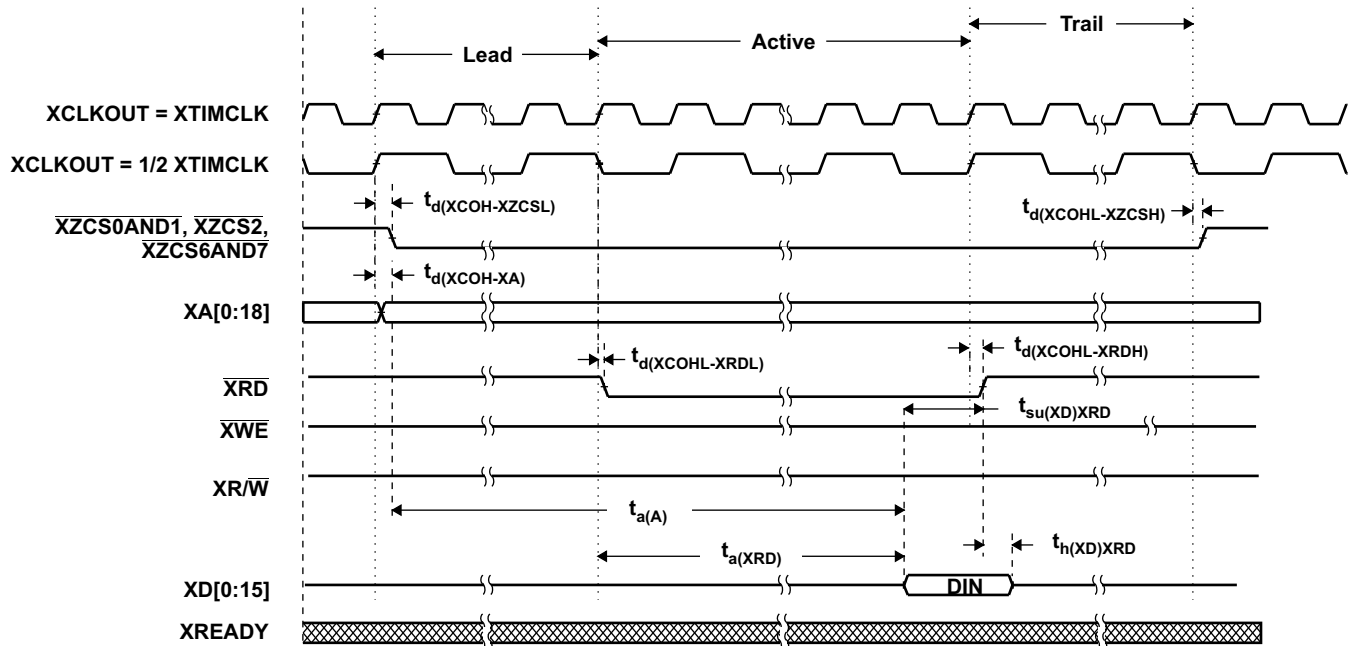 Lead
Active
Trail
XCLKOUT = XTIMCLK
XCLKOUT = 1/2 XTIMCLK
td(XCOH-XZCSL)
td(XCOHL-XZCSH)
XZCS0AND1, XZCS2,
XZCS6AND7
td(XCOH-XA)
XA[0:18]
td(XCOHL-XRDL)
td(XCOHL-XRDH)
XRD
tsu(XD)XRD
XWE
XR/W
ta(A)
ta(XRD)
th(XD)XRD
XD[0:15]
DIN
XREADY